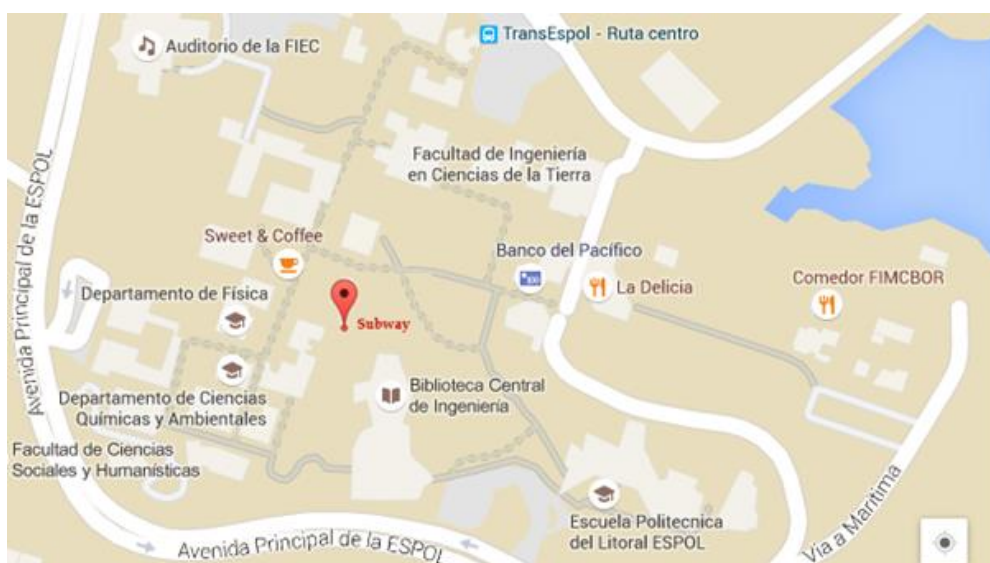 TransEspol - Ruta centro
Auditorio de la FIEC
Facultad de Ingeniería
en Ciencias de la Tierra
Avenida Principal de la ESPOL
Sweet & Coffee
Banco del Pacífico
Comedor FIMCBOR
La Delicia
Departamento de Física
Subway
Biblioteca Central
de Ingeniería
Departamento de Ciencias
Químicas y Ambientales
Facultad de Ciencias
Sociales y Humanísticas
Escuela Politecnica
del Litoral ESPOL
Via a Maritima
Avenida Principal de la ESPOL